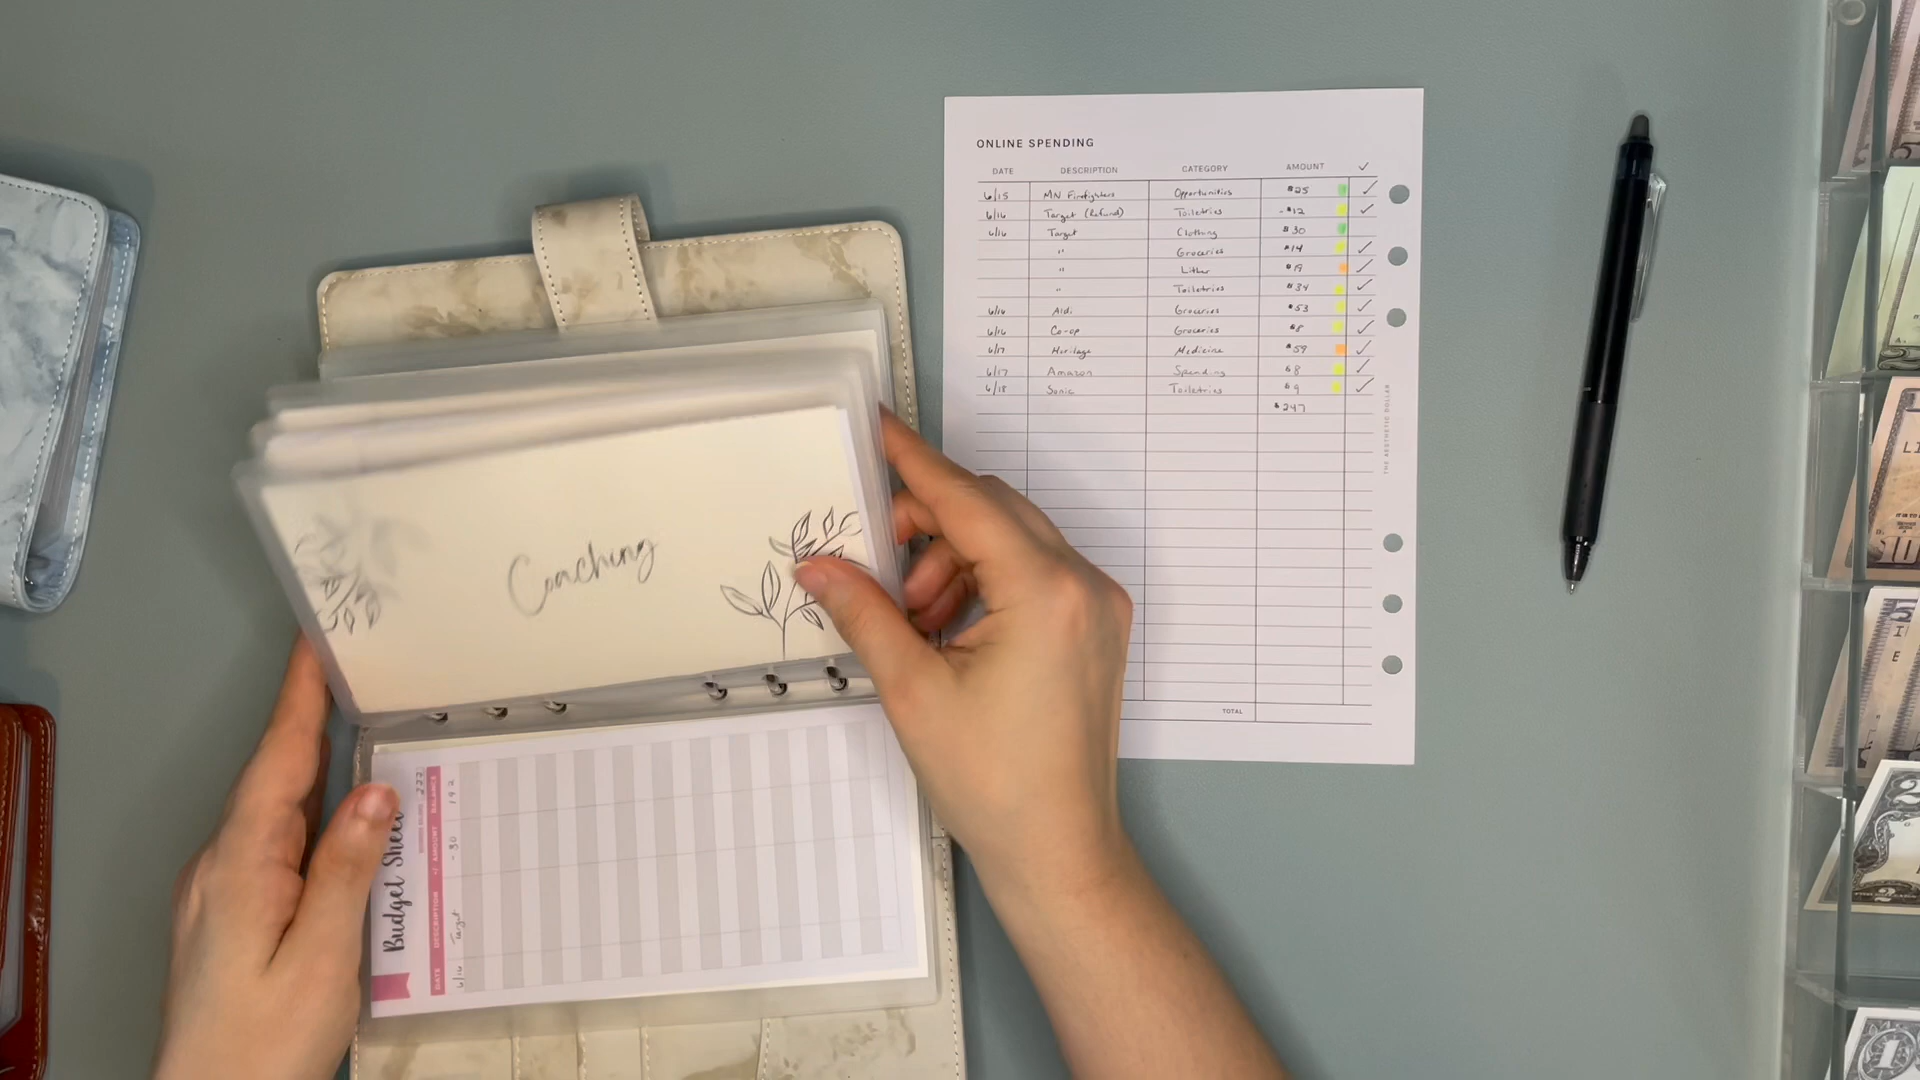 ONLINE SPENDING
DATE DESCRIPTION CATEGORY AMOUNT ✓
6/15 MN Firefighters Opportunities $25 ✓
6/16 Target (Refund) Toiletries -$12 ✓
6/16 Target Clothing $30
" Groceries $14 ✓
" Litter $19 ✓
" Toiletries $34 ✓
6/16 Aldi Groceries $53 ✓
6/16 Co-op Groceries $8 ✓
6/17 Heritage Medicine $59 ✓
6/17 Amazon Spending $8 ✓
6/18 Sonic Toiletries $9 ✓
$247
TOTAL
THE AESTHETIC DOLLAR
Coaching
Budget Sheet
222
DATE DESCRIPTION +/- AMOUNT BALANCE
6/16 Target -30 192